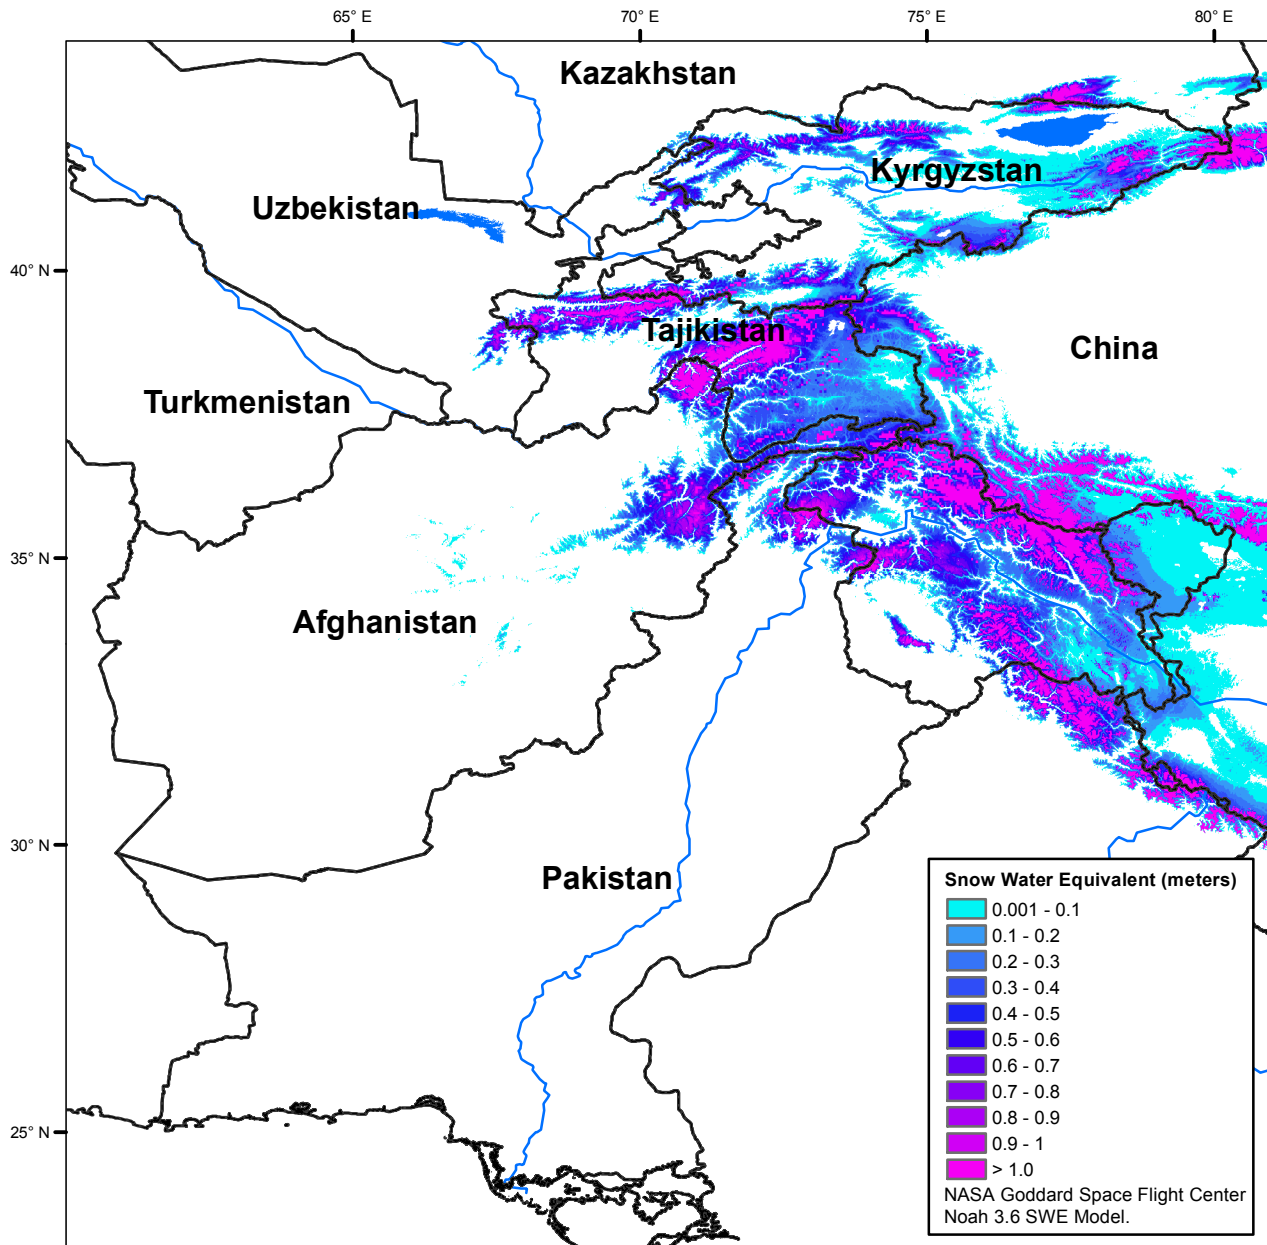 65° E
70° E
75° E
80° E
Kazakhstan
Kyrgyzstan
Uzbekistan
40° N
Tajikistan
China
Turkmenistan
35° N
Afghanistan
30° N
Pakistan
25° N
Snow Water Equivalent (meters)
0.001 - 0.1
0.1 - 0.2
0.2 - 0.3
0.3 - 0.4
0.4 - 0.5
0.5 - 0.6
0.6 - 0.7
0.7 - 0.8
0.8 - 0.9
0.9 - 1
> 1.0
NASA Goddard Space Flight Center
Noah 3.6 SWE Model.